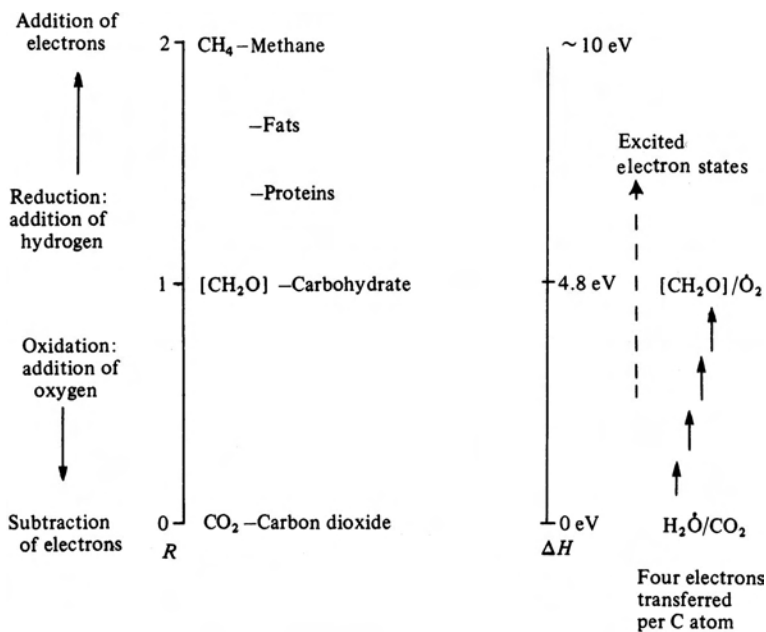 Addition of
electrons
2
CH₄–Methane
~10 eV
–Fats
Excited
electron states
Reduction:
addition of
hydrogen
–Proteins
1
[CH₂O] –Carbohydrate
4.8 eV
[CH₂O]/Ȯ₂
Oxidation:
addition of
oxygen
Subtraction
of electrons
0
R
CO₂–Carbon dioxide
0 eV
ΔH
H₂Ȯ/CO₂
Four electrons
transferred
per C atom